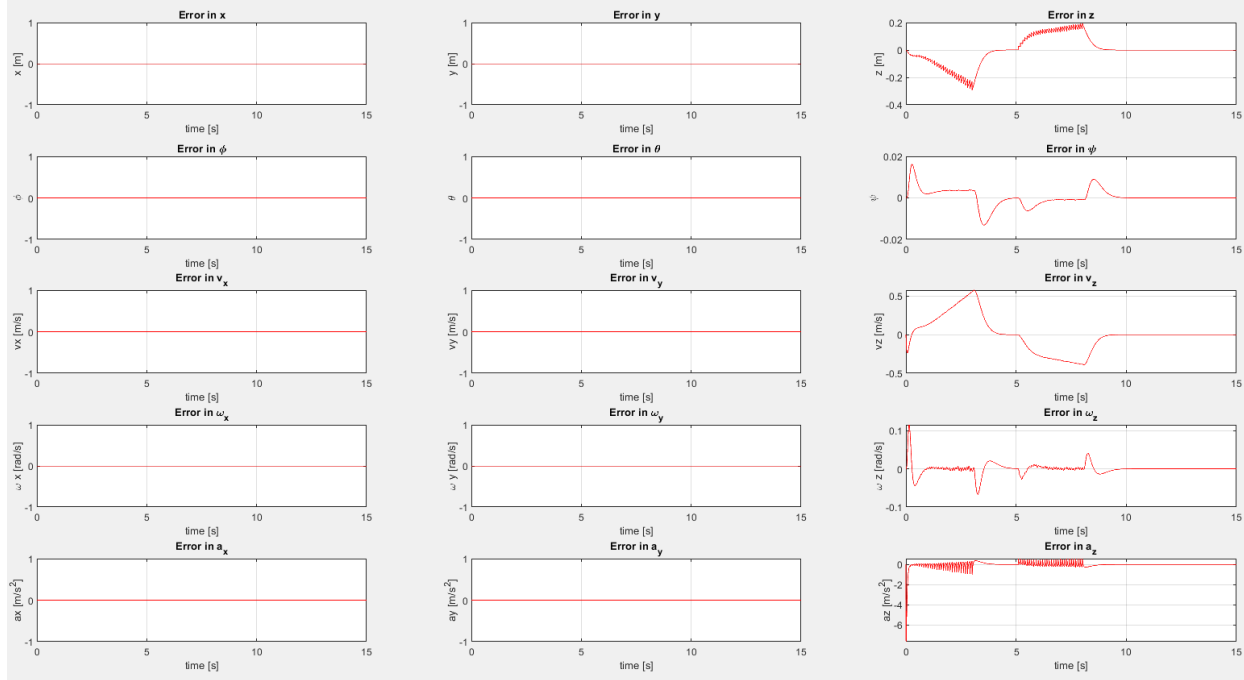 Error in x
1
0
-1
x [m]
0 5 10 15
time [s]
Error in y
1
0
-1
y [m]
0 5 10 15
time [s]
Error in z
0.2
0
-0.2
-0.4
z [m]
0 5 10 15
time [s]
Error in ϕ
1
0
-1
ϕ
0 5 10 15
time [s]
Error in θ
1
0
-1
θ
0 5 10 15
time [s]
Error in ψ
0.02
0
-0.02
ψ
0 5 10 15
time [s]
Error in v_x
1
0
-1
vx [m/s]
0 5 10 15
time [s]
Error in v_y
1
0
-1
vy [m/s]
0 5 10 15
time [s]
Error in v_z
0.5
0
-0.5
vz [m/s]
0 5 10 15
time [s]
Error in ω_x
1
0
-1
ω x [rad/s]
0 5 10 15
time [s]
Error in ω_y
1
0
-1
ω y [rad/s]
0 5 10 15
time [s]
Error in ω_z
0.1
0
-0.1
ω z [rad/s]
0 5 10 15
time [s]
Error in a_x
1
0
-1
ax [m/s²]
0 5 10 15
time [s]
Error in a_y
1
0
-1
ay [m/s²]
0 5 10 15
time [s]
Error in a_z
0
-2
-4
-6
az [m/s²]
0 5 10 15
time [s]